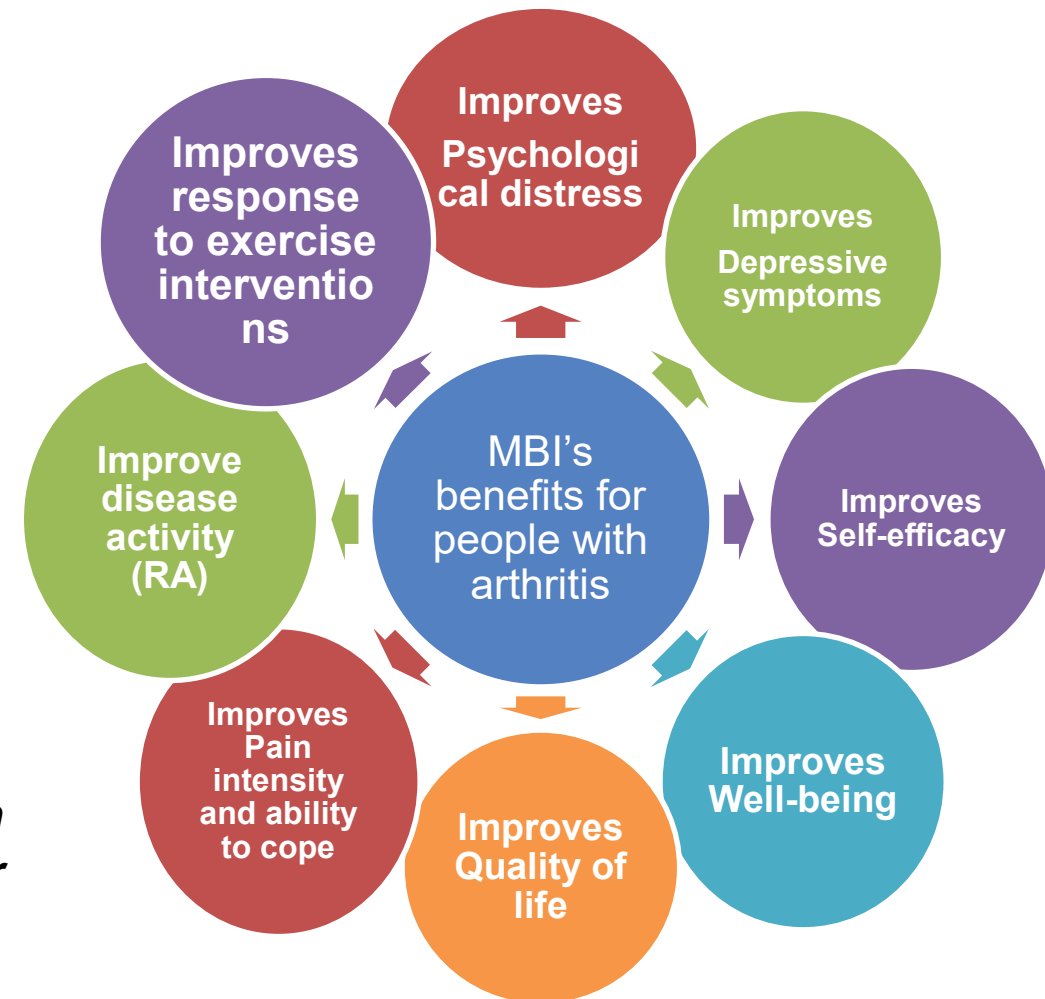 MBI’s
benefits for
people with
arthritis
Improves
Psychologi
cal distress
Improves
Depressive
symptoms
Improves
Self-efficacy
Improves
Well-being
Improves
Quality of
life
Improves
Pain
intensity
and ability
to cope
Improve
disease
activity
(RA)
Improves
response
to exercise
interventio
ns